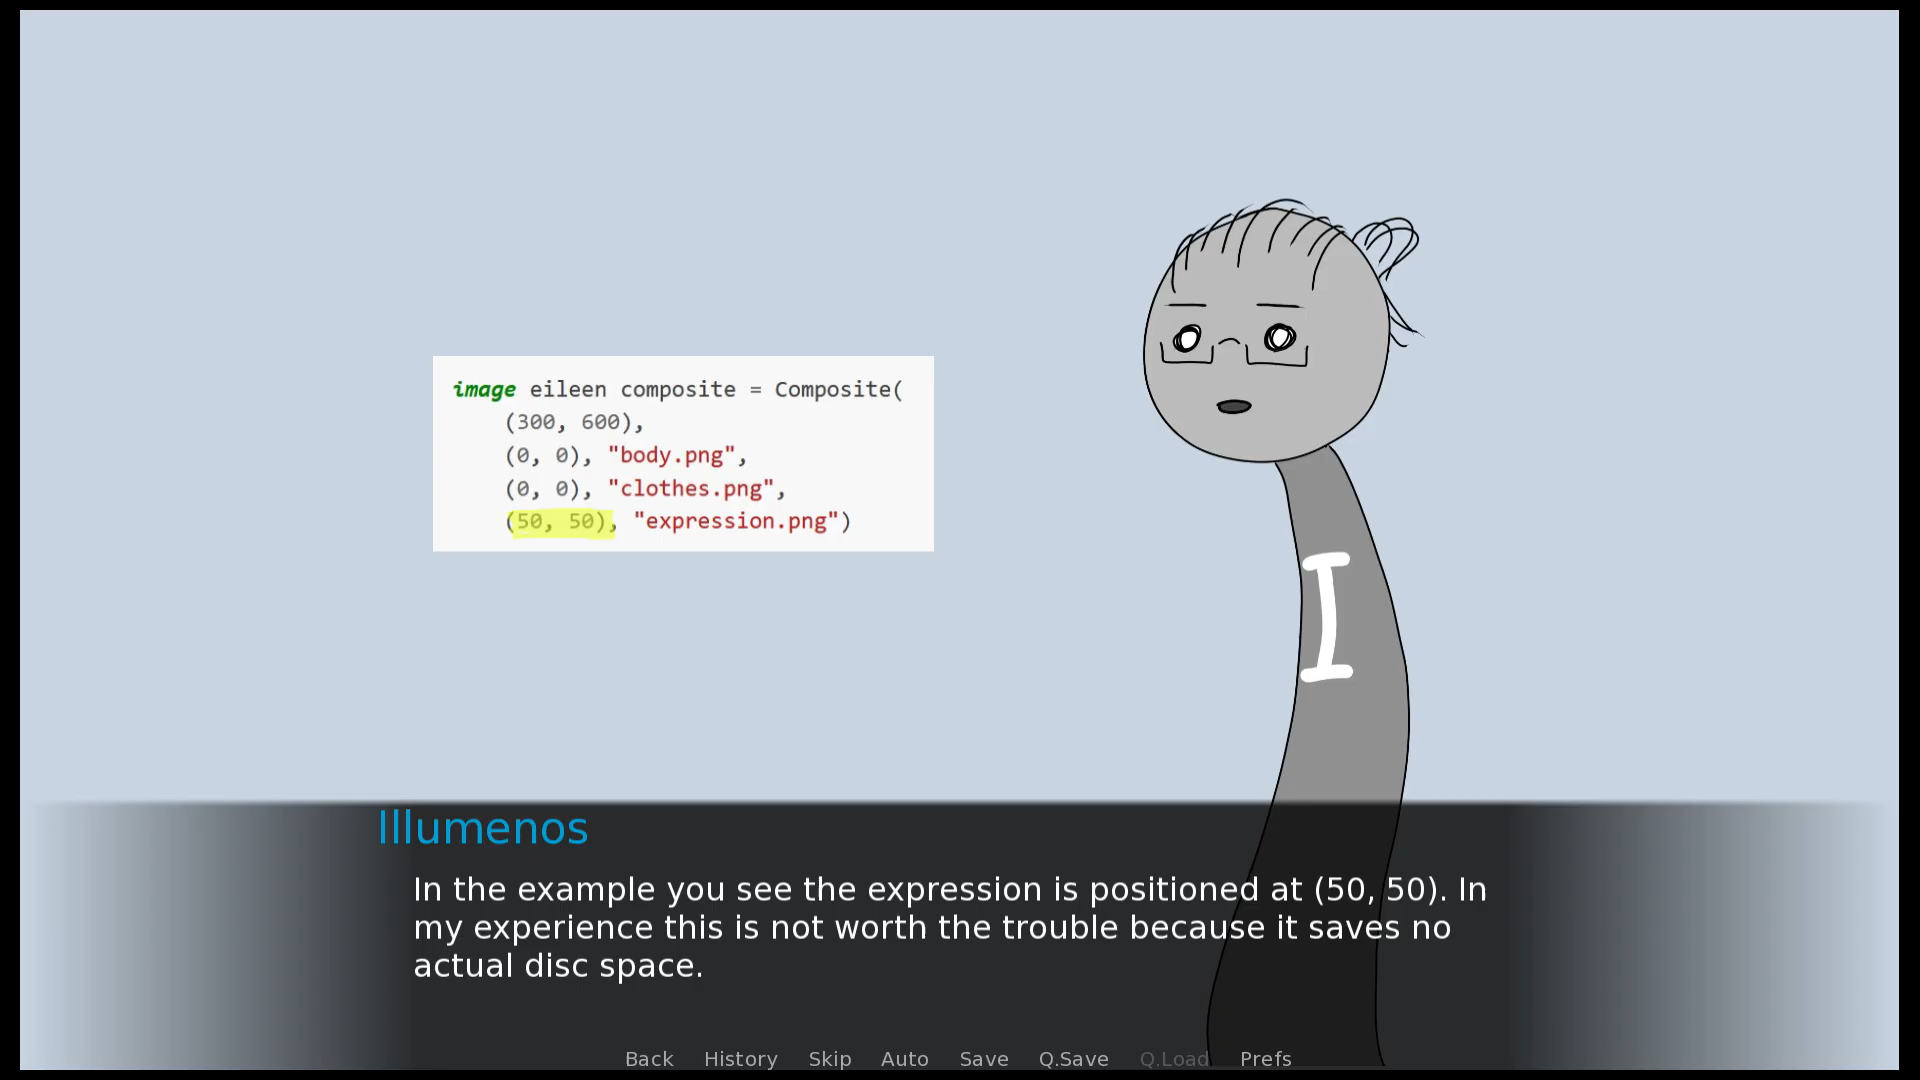 image eileen composite = Composite(
(300, 600),
(0, 0), "body.png",
(0, 0), "clothes.png",
(50, 50), "expression.png")
I
Illumenos
In the example you see the expression is positioned at (50, 50). In
my experience this is not worth the trouble because it saves no
actual disc space.
Back History Skip Auto Save Q.Save Q.Load Prefs